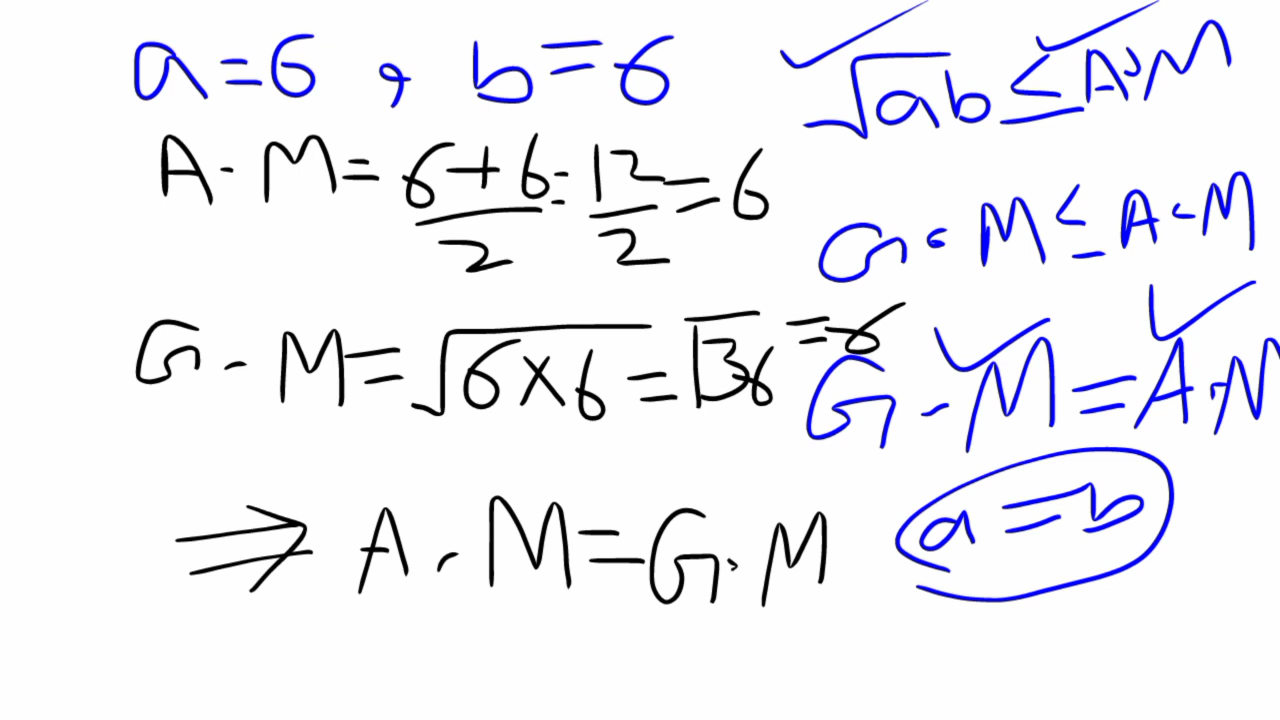 a=6 , b=6
A.M = 6+6/2 = 12/2 = 6
G-M = √6×6 = √36 = 6
⇒ A.M = G.M
√ab ≤ A.M
G.M ≤ A.M
G-M = A.M
a=b